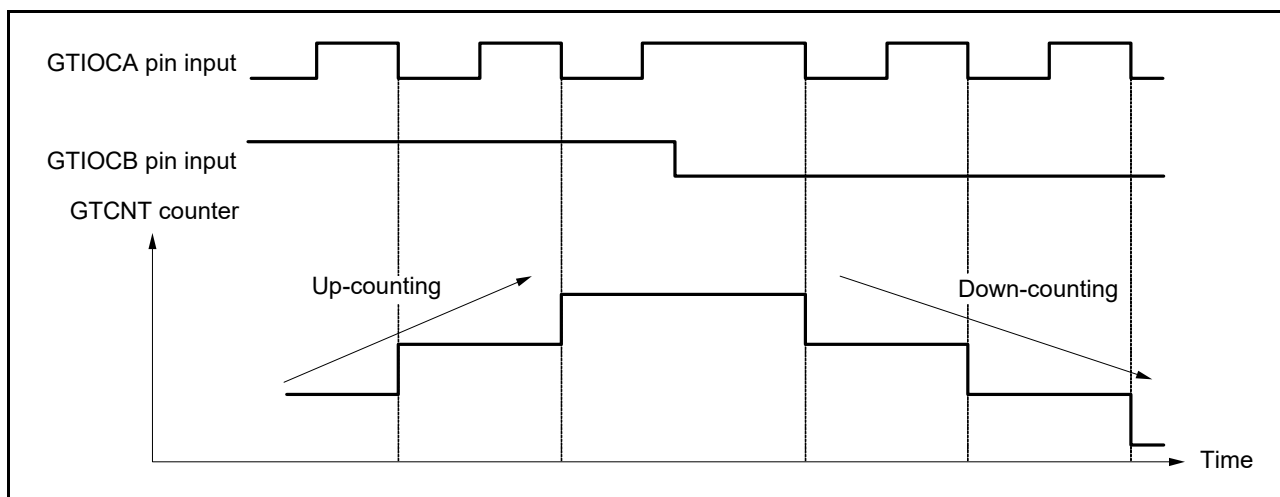 GTIOCA pin input
GTIOCB pin input
GTCNT counter
Up-counting
Down-counting
Time